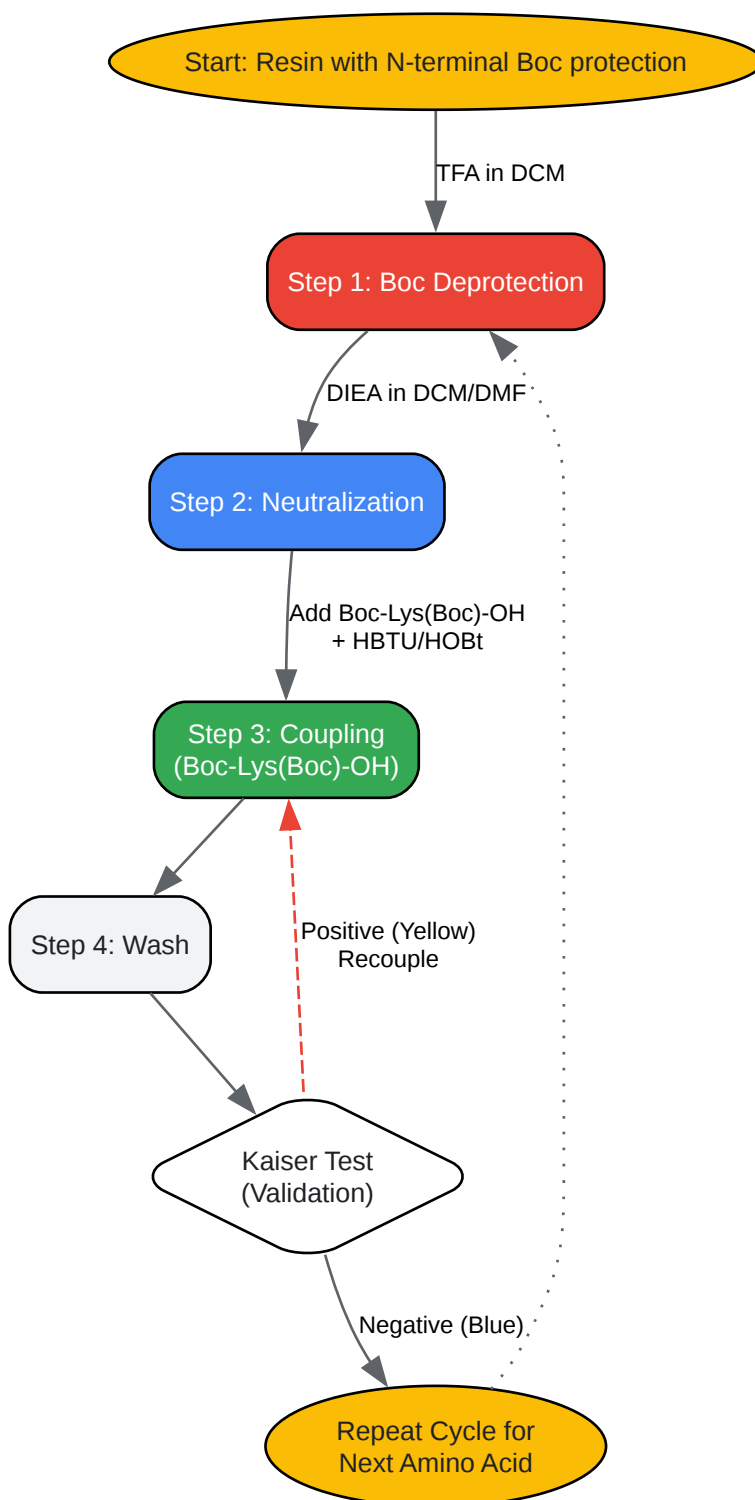 Start: Resin with N-terminal Boc protection
TFA in DCM
Step 1: Boc Deprotection
DIEA in DCM/DMF
Step 2: Neutralization
Add Boc-Lys(Boc)-OH
+ HBTU/HOBt
Step 3: Coupling
(Boc-Lys(Boc)-OH)
Step 4: Wash
Positive (Yellow)
Recouple
Kaiser Test
(Validation)
Negative (Blue)
Repeat Cycle for
Next Amino Acid